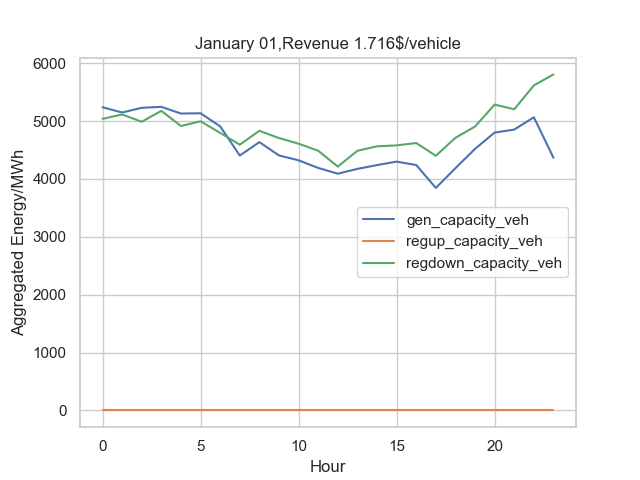 January 01,Revenue 1.716$/vehicle
Aggregated Energy/MWh
6000
5000
4000
3000
2000
1000
0
gen_capacity_veh
regup_capacity_veh
regdown_capacity_veh
0 5 10 15 20
Hour